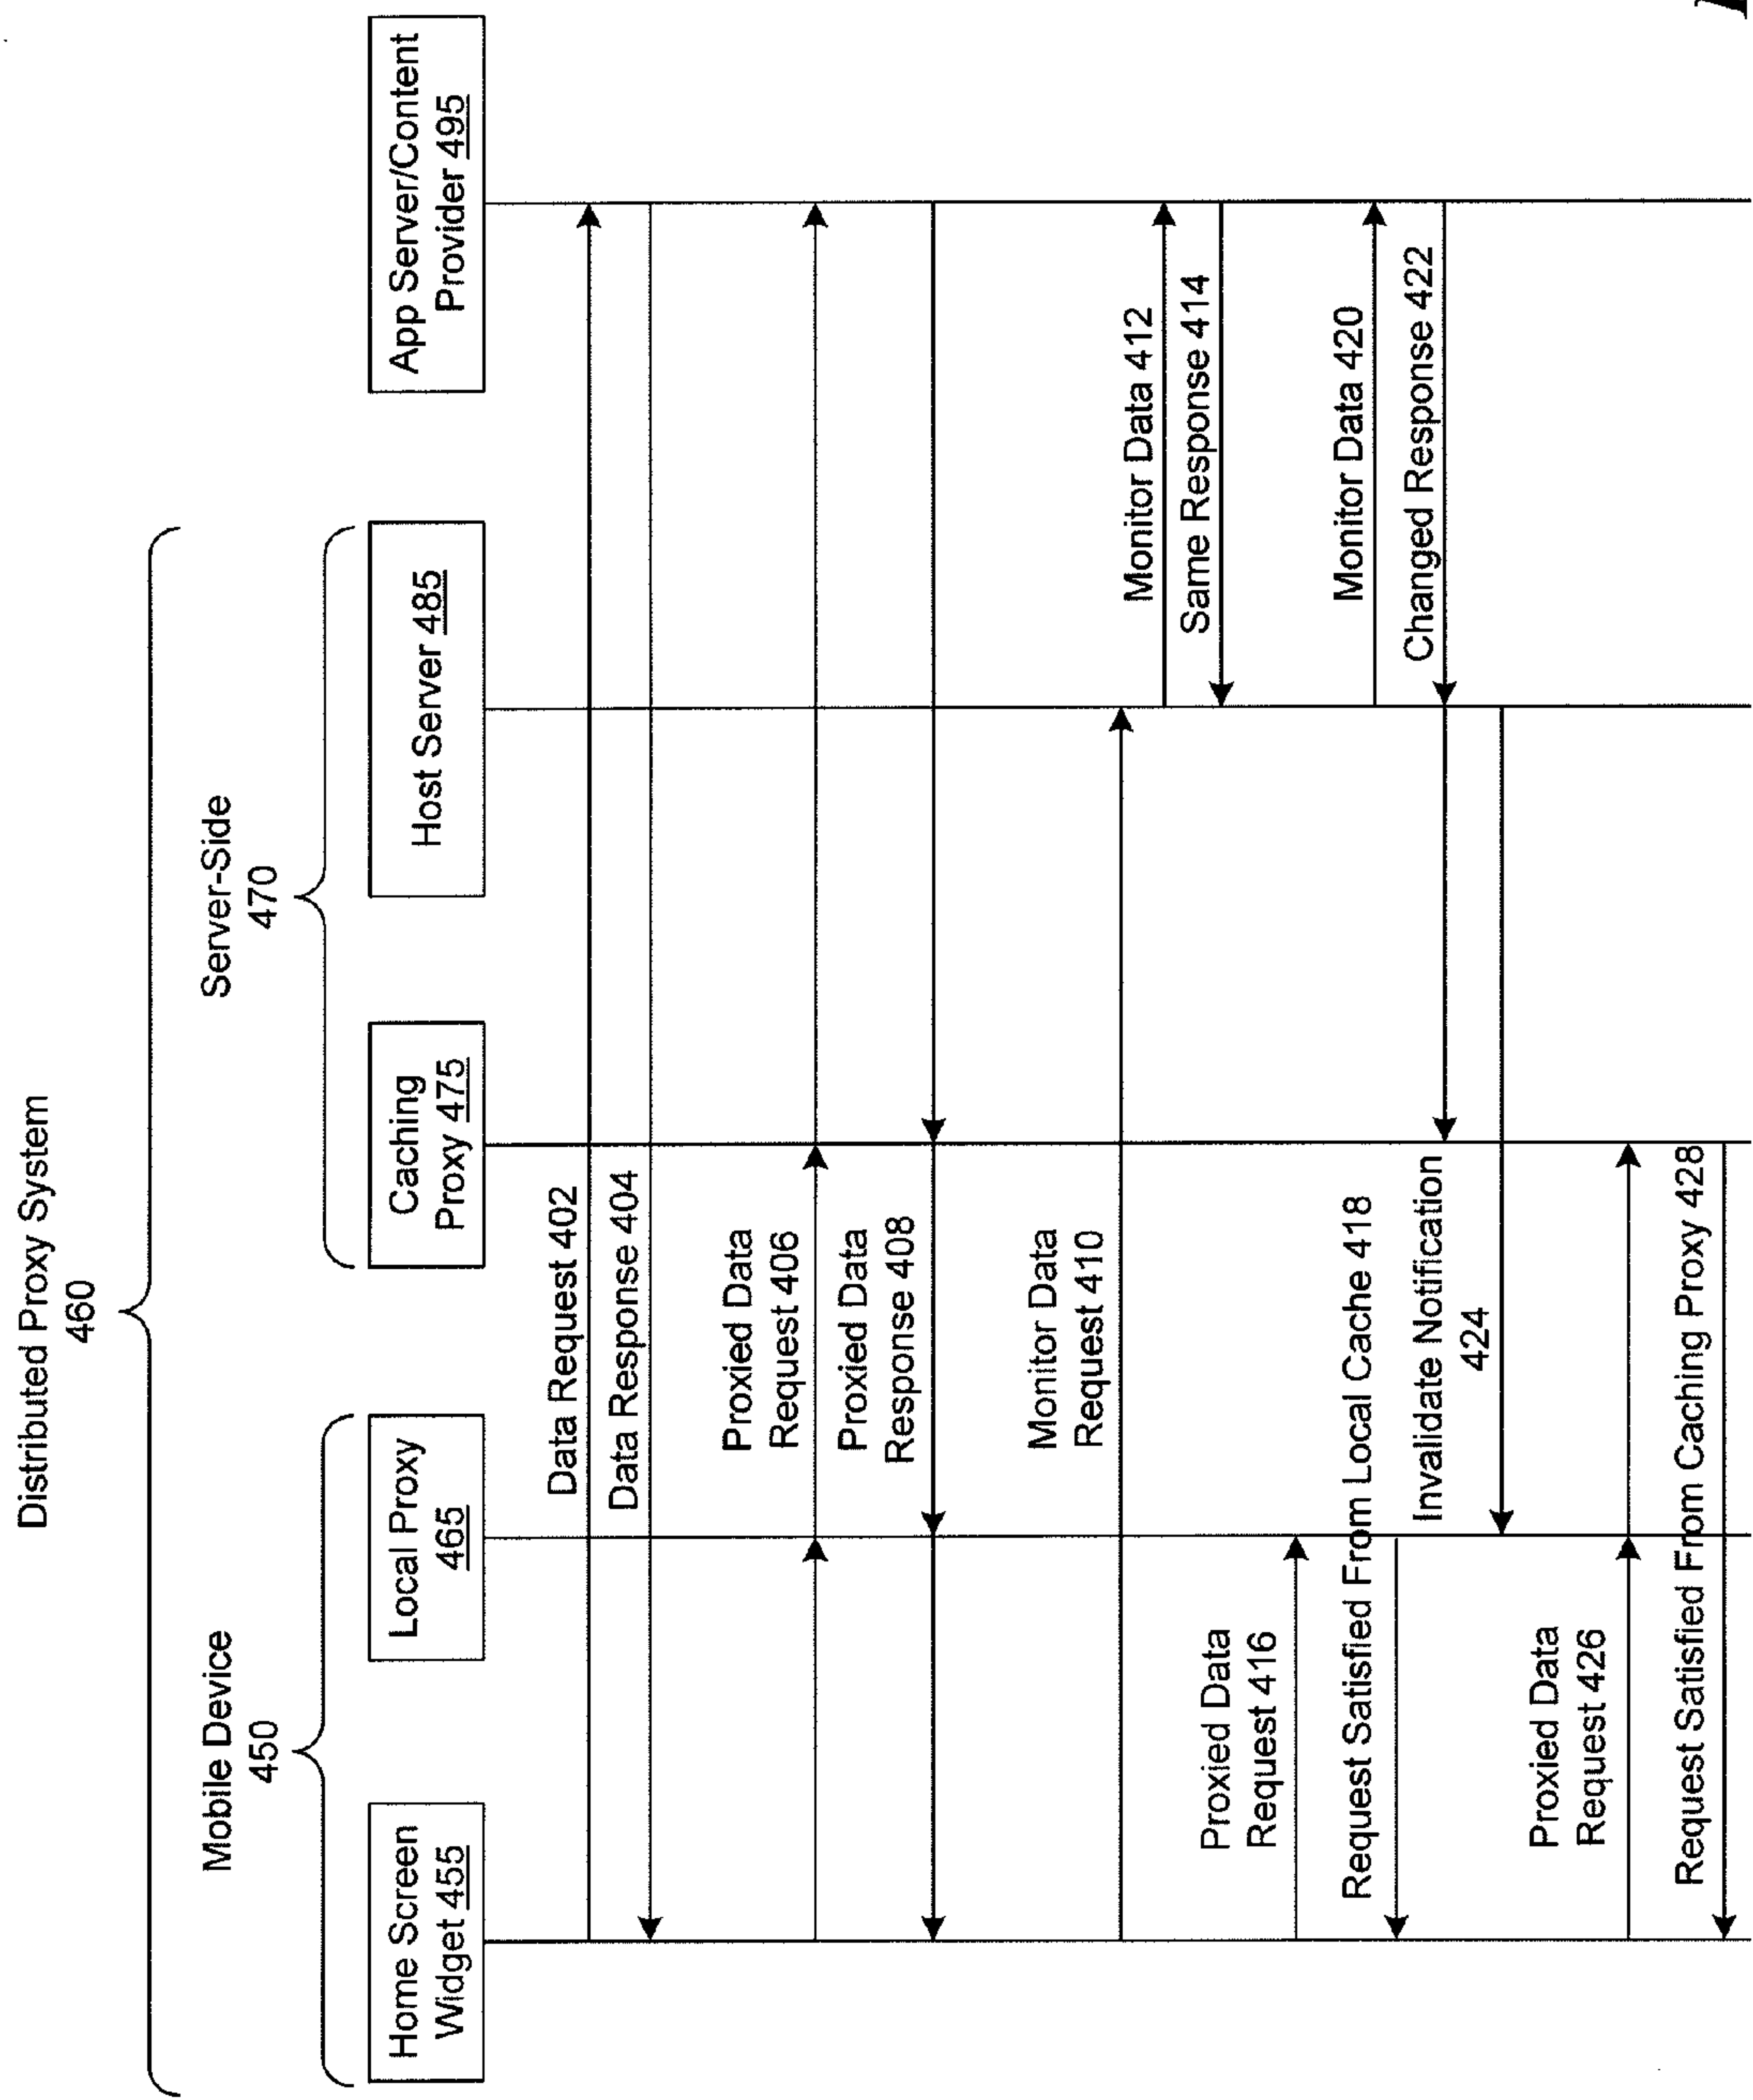 Distributed Proxy System
460
Mobile Device
450
Server-Side
470
Home Screen
Widget 455
Local Proxy
465
Caching
Proxy 475
Host Server 485
App Server/Content
Provider 495
Data Request 402
Data Response 404
Proxied Data
Request 406
Proxied Data
Response 408
Monitor Data
Request 410
Monitor Data 412
Same Response 414
Proxied Data
Request 416
Request Satisfied From Local Cache 418
Monitor Data 420
Changed Response 422
Invalidate Notification
424
Proxied Data
Request 426
Request Satisfied From Caching Proxy 428